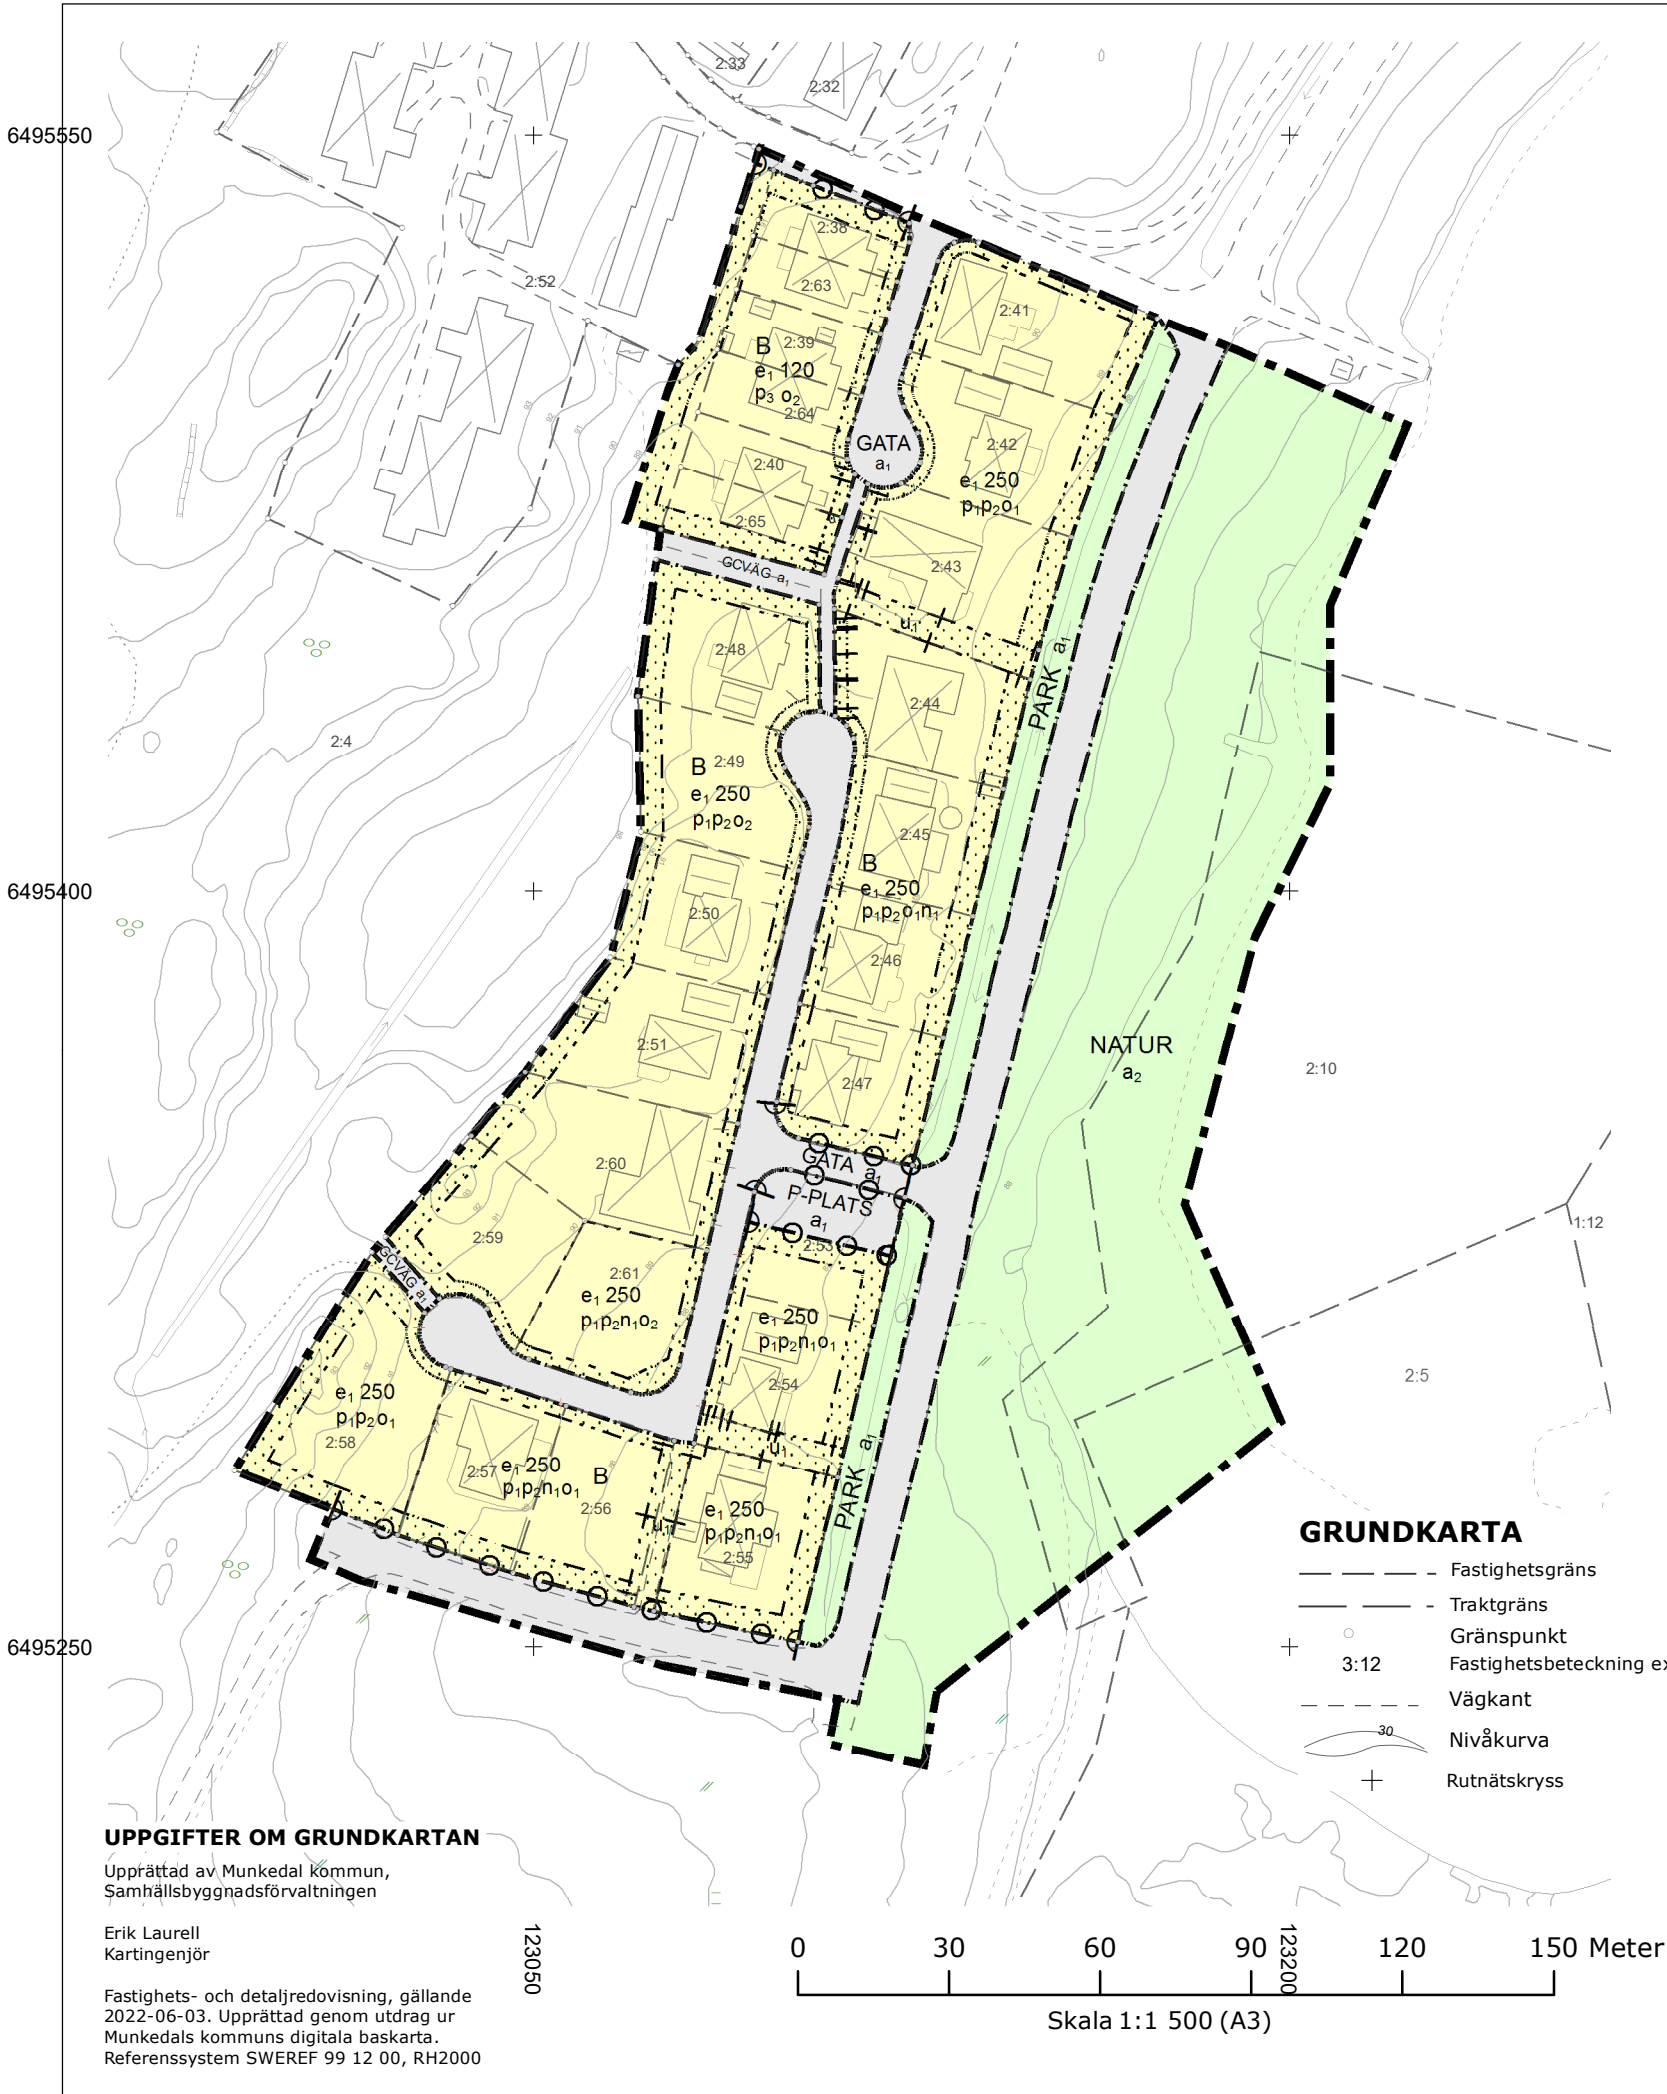 2:33
2:32
6495550
2:38
2:52
2:63
2:41
B
2:39
e₁ 120
p₃ o₂
2:64
GATA
a₁
2:42
2:40
e₁ 250
p₁p₂o₁
2:65
GCVÄG a₁
2:43
u₁
2:48
PARK a₁
2:44
2:4
B 2:49
e₁ 250
p₁p₂o₂
2:45
B
6495400
e₁ 250
p₁p₂o₁n₁
2:50
2:46
2:51
NATUR
a₂
2:10
2:47
GATA a₁
2:60
P-PLATS
a₁
1:12
2:59
2:53
GCVÄG a₁
2:61
e₁ 250
p₁p₂n₁o₂
e₁ 250
p₁p₂n₁o₁
2:5
2:54
e₁ 250
p₁p₂o₁
2:58
u₁
PARK a₁
2:57
e₁ 250
p₁p₂n₁o₁
B
2:56
u₁
e₁ 250
p₁p₂n₁o₁
2:55
GRUNDKARTA
Fastighetsgräns
Traktgräns
Gränspunkt
3:12 Fastighetsbeteckning ex
Vägkant
30 Nivåkurva
Rutnätskryss
6495250
UPPGIFTER OM GRUNDKARTAN
Upprättad av Munkedal kommun,
Samhällsbyggnadsförvaltningen
Erik Laurell
Kartingenjör
Fastighets- och detaljredovisning, gällande
2022-06-03. Upprättad genom utdrag ur
Munkedals kommuns digitala baskarta.
Referenssystem SWEREF 99 12 00, RH2000
123050
123200
0 30 60 90 120 150 Meter
Skala 1:1 500 (A3)